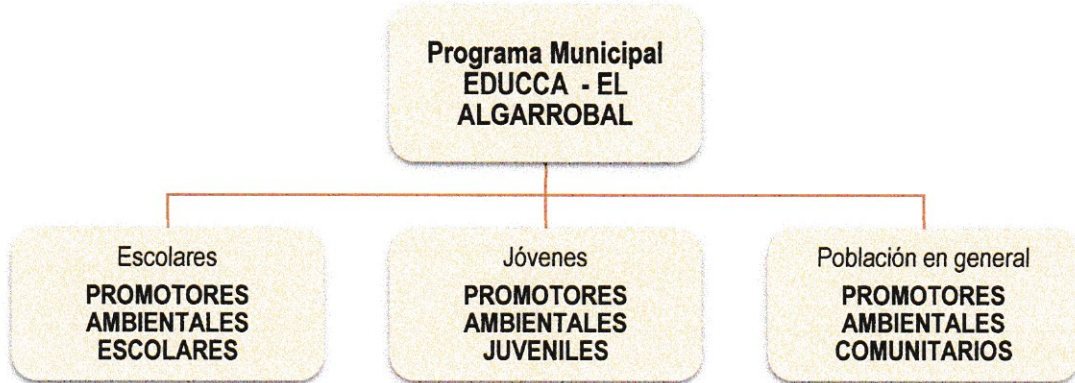 Programa Municipal
EDUCCA - EL
ALGARROBAL
Escolares
PROMOTORES
AMBIENTALES
ESCOLARES
Jóvenes
PROMOTORES
AMBIENTALES
JUVENILES
Población en general
PROMOTORES
AMBIENTALES
COMUNITARIOS